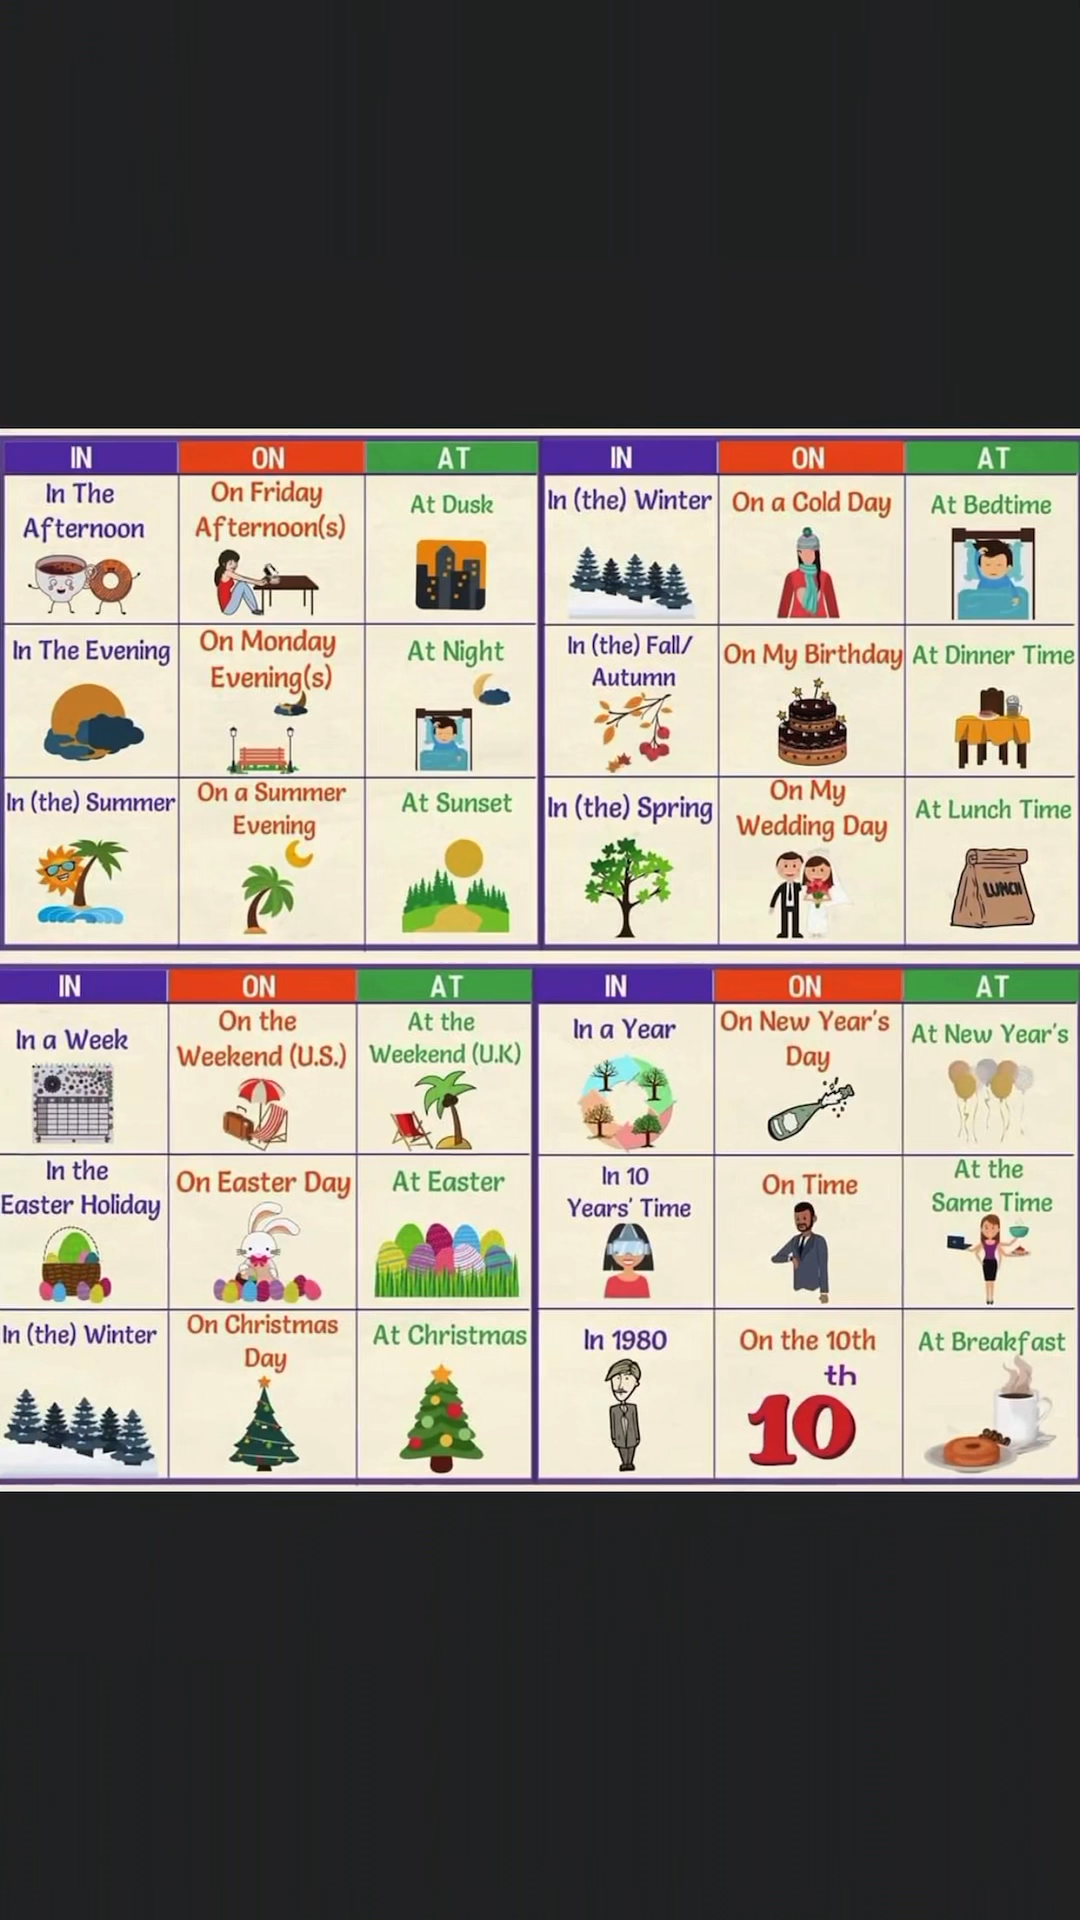 IN ON AT
In The
Afternoon
On Friday
Afternoon(s)
At Dusk
In The Evening
On Monday
Evening(s)
At Night
In (the) Summer
On a Summer
Evening
At Sunset
IN ON AT
In (the) Winter
On a Cold Day
At Bedtime
In (the) Fall/
Autumn
On My Birthday
At Dinner Time
In (the) Spring
On My
Wedding Day
At Lunch Time
LUNCH
IN ON AT
In a Week
On the
Weekend (U.S.)
At the
Weekend (U.K)
In the
Easter Holiday
On Easter Day
At Easter
In (the) Winter
On Christmas
Day
At Christmas
IN ON AT
In a Year
On New Year's
Day
At New Year's
In 10
Years' Time
On Time
At the
Same Time
In 1980
On the 10th
th
10
At Breakfast